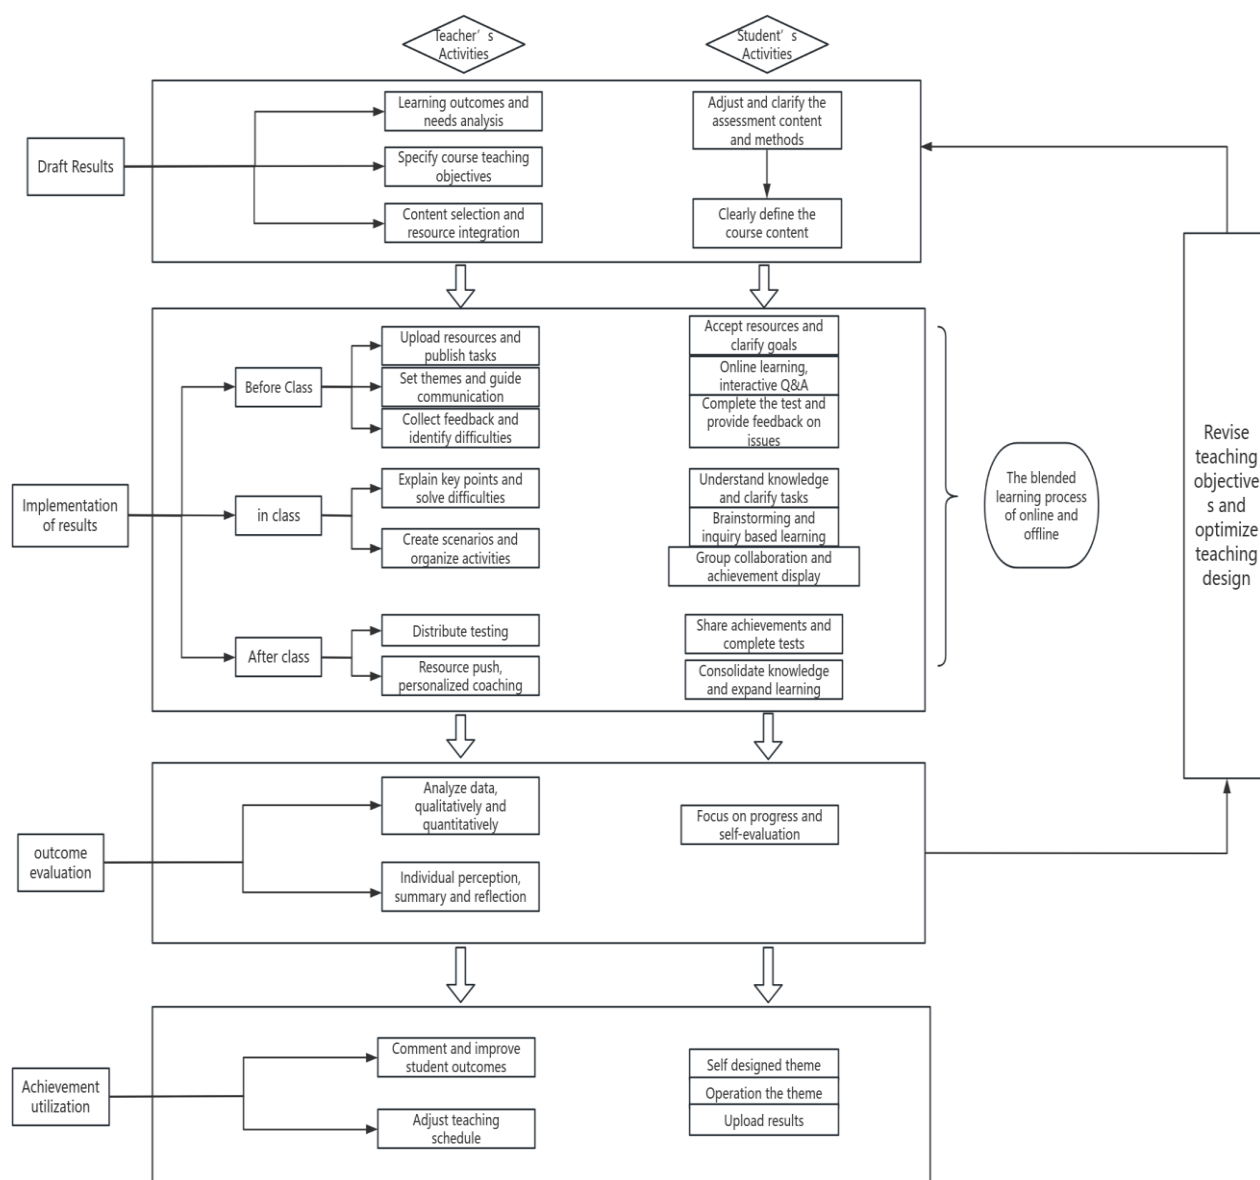 Teacher’s
Activities
Student’s
Activities
Draft Results
Learning outcomes and
needs analysis
Specify course teaching
objectives
Content selection and
resource integration
Adjust and clarify the
assessment content
and methods
Clearly define the
course content
Implementation
of results
Before Class
Upload resources and
publish tasks
Set themes and guide
communication
Collect feedback and
identify difficulties
Accept resources and
clarify goals
Online learning,
interactive Q&A
Complete the test and
provide feedback on
issues
in class
Explain key points and
solve difficulties
Create scenarios and
organize activities
Understand knowledge
and clarify tasks
Brainstorming and
inquiry based learning
Group collaboration and
achievement display
After class
Distribute testing
Resource push,
personalized coaching
Share achievements and
complete tests
Consolidate knowledge
and expand learning
The blended
learning process
of online and
offline
Revise
teaching
objective
s and
optimize
teaching
design
outcome
evaluation
Analyze data,
qualitatively and
quantitatively
Individual perception,
summary and reflection
Focus on progress and
self-evaluation
Achievement
utilization
Comment and improve
student outcomes
Adjust teaching
schedule
Self designed theme
Operation the theme
Upload results